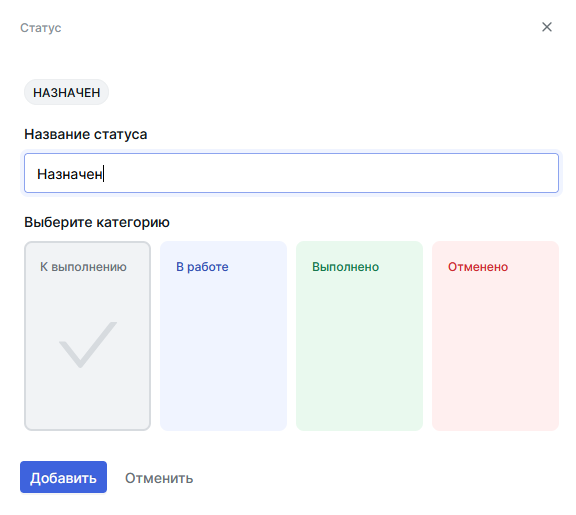 Статус
НАЗНАЧЕН
Название статуса
Назначен
Выберите категорию
К выполнению
В работе
Выполнено
Отменено
Добавить
Отменить